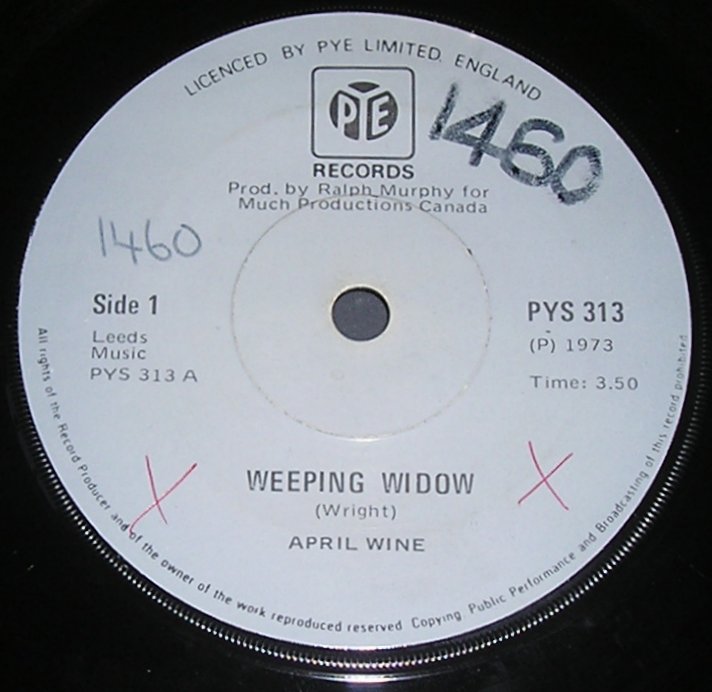 LICENCED BY PYE LIMITED, ENGLAND
PYE
RECORDS
1460
Prod. by Ralph Murphy for
Much Productions Canada
1460
Side 1
Leeds
Music
PYS 313 A
PYS 313
(P) 1973
Time: 3.50
X
X
WEEPING WIDOW
(Wright)
APRIL WINE
All rights of the Record Producer and of the owner of the work reproduced reserved. Copying, Public Performance and Broadcasting of this record prohibited